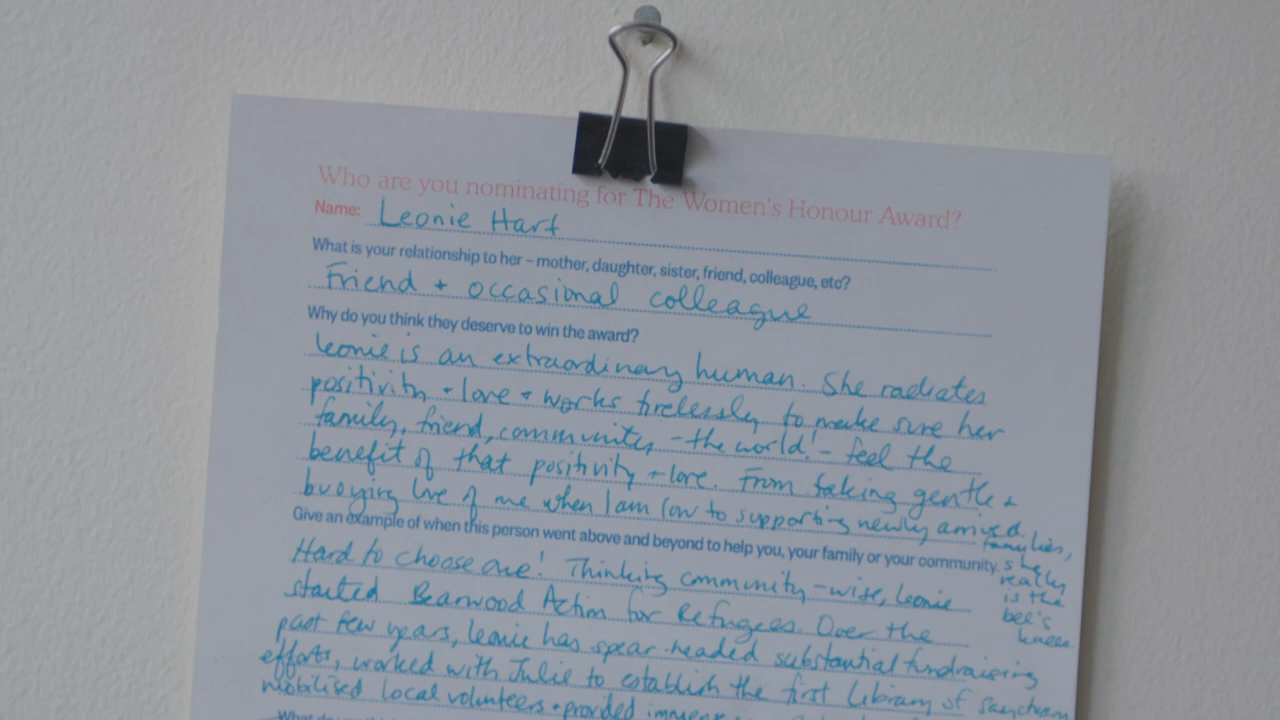 Who are you nominating for The Women's Honour Award?
Name: Leonie Hart
What is your relationship to her – mother, daughter, sister, friend, colleague, etc?
Friend + occasional colleague
Why do you think they deserve to win the award?
Leonie is an extraordinary human. She radiates
positivity + love + works tirelessly to make sure her
family, friend, community - the world! - feel the
benefit of that positivity + love. From taking gentle +
buoying of me when I am low to supporting newly arrived
families,
she
really
is the
bee's
knees.
Give an example of when this person went above and beyond to help you, your family or your community.
Hard to choose one! Thinking community-wise, Leonie
started Bearwood Action for Refugees. Over the
past few years, Leonie has spear-headed substantial fundraising
efforts, worked with Julie to establish the first Library of Sanctuary
mobilised local volunteers + provided